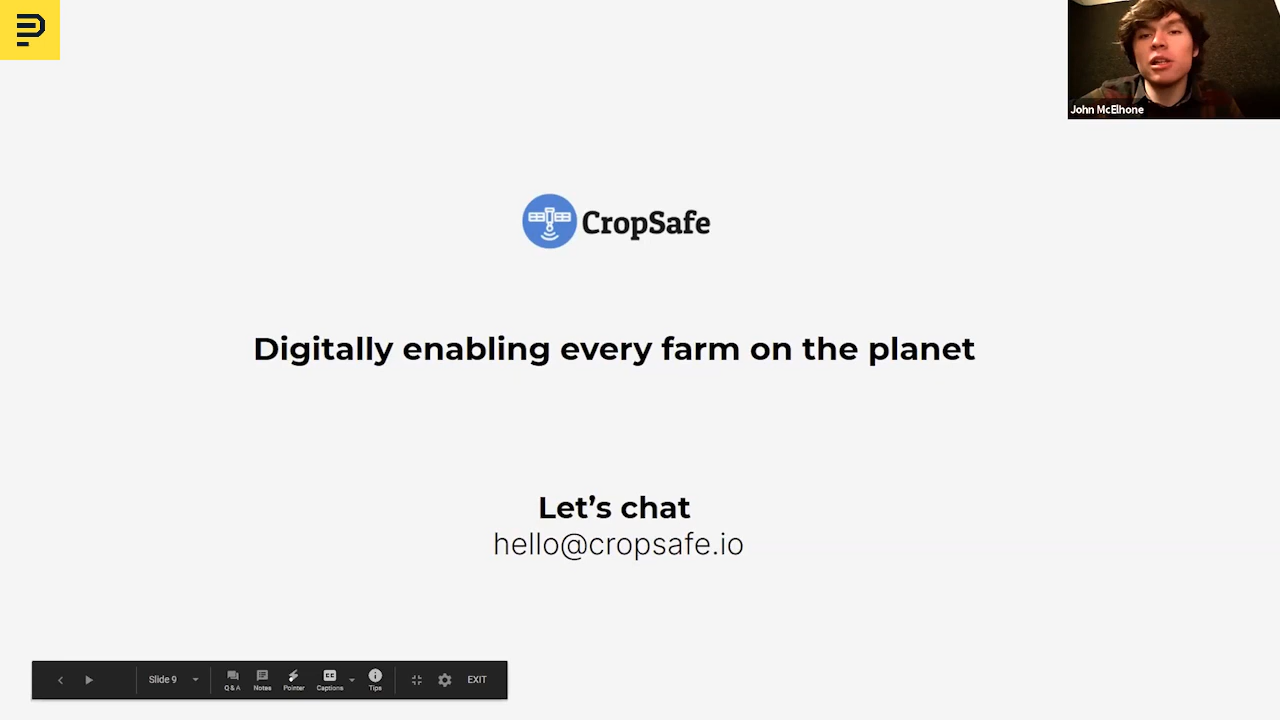 John McElhone
CropSafe
Digitally enabling every farm on the planet
Let's chat
hello@cropsafe.io
Slide 9
Q & A
Notes
Pointer
Captions
Tips
EXIT